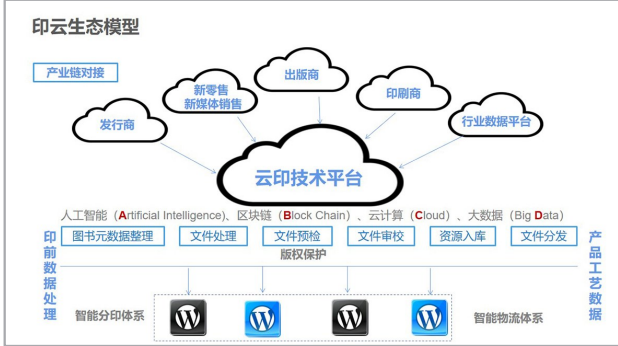 印云生态模型
产业链对接
发行商
新零售
新媒体销售
出版商
印刷商
行业数据平台
云印技术平台
人工智能（Artificial Intelligence)、区块链（Block Chain）、云计算（Cloud）、大数据（Big Data）
印前数据处理
图书元数据整理
文件处理
文件预检
文件审校
资源入库
文件分发
产品工艺数据
版权保护
智能分印体系
W
W
W
W
智能物流体系